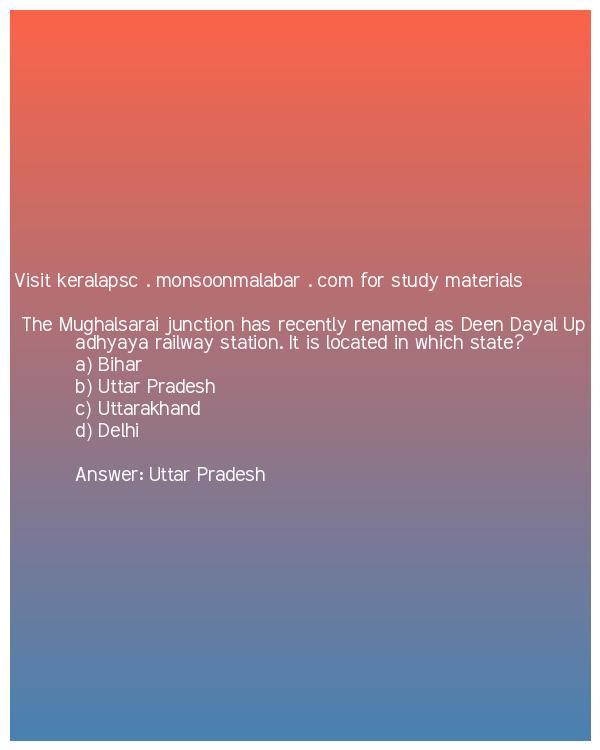 Visit keralapsc . monsoonmalabar . com for study materials
The Mughalsarai junction has recently renamed as Deen Dayal Up
adhyaya railway station. It is located in which state?
a) Bihar
b) Uttar Pradesh
c) Uttarakhand
d) Delhi
Answer: Uttar Pradesh